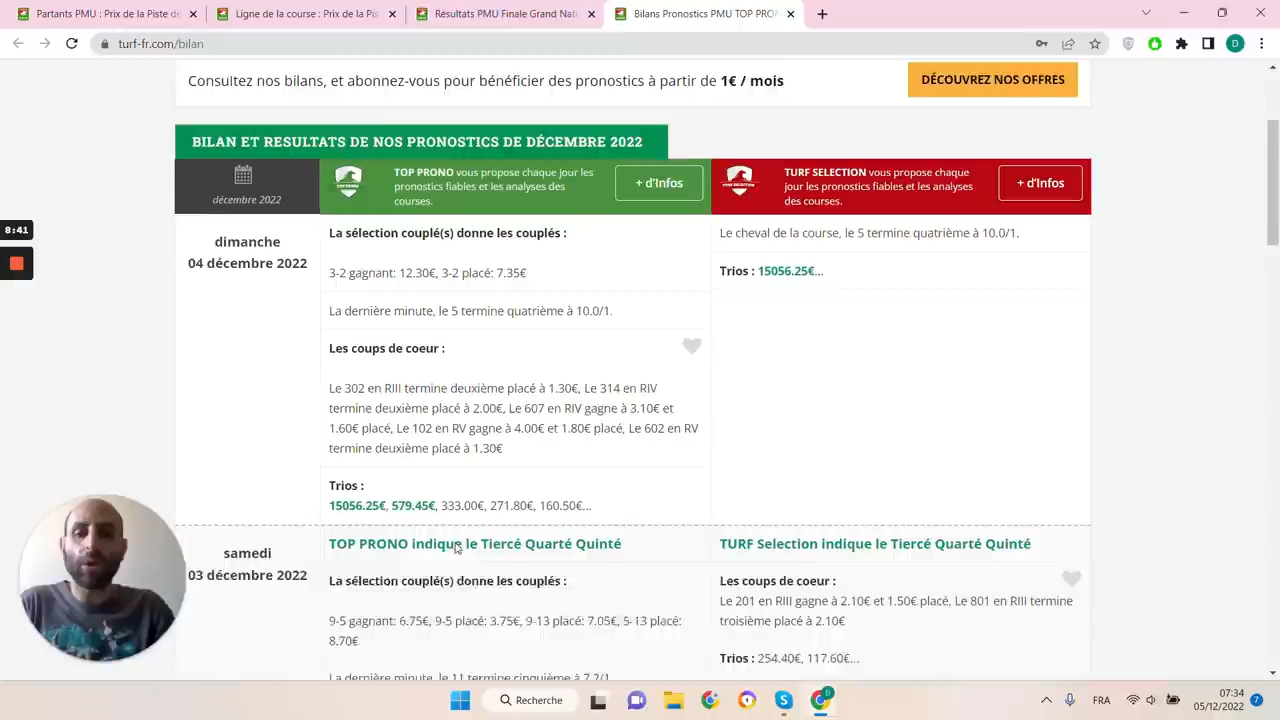 Partants PMU : Prix de la Piste de
Ligne de la course : Prix de la Pis
Résultats PMU Finale Grand Nat
Bilans Pronostics PMU TOP PRON
turf-fr.com/bilan
D
Consultez nos bilans, et abonnez-vous pour bénéficier des pronostics à partir de 1€ / mois
DÉCOUVREZ NOS OFFRES
BILAN ET RESULTATS DE NOS PRONOSTICS DE DÉCEMBRE 2022
décembre 2022
TOP PRONO vous propose chaque jour les
pronostics fiables et les analyses des
courses.
+ d'Infos
TURF SELECTION vous propose chaque
jour les pronostics fiables et les analyses
des courses.
+ d'Infos
8:41
dimanche
04 décembre 2022
La sélection couplé(s) donne les couplés :
3-2 gagnant: 12.30€, 3-2 placé: 7.35€
La dernière minute, le 5 termine quatrième à 10.0/1.
Les coups de coeur :
Le 302 en RIII termine deuxième placé à 1.30€, Le 314 en RIV
termine deuxième placé à 2.00€, Le 607 en RIV gagne à 3.10€ et
1.60€ placé, Le 102 en RV gagne à 4.00€ et 1.80€ placé, Le 602 en RV
termine deuxième placé à 1.30€
Trios :
15056.25€, 579.45€, 333.00€, 271.80€, 160.50€...
Le cheval de la course, le 5 termine quatrième à 10.0/1.
Trios : 15056.25€...
samedi
03 décembre 2022
TOP PRONO indique le Tiercé Quarté Quinté
La sélection couplé(s) donne les couplés :
9-5 gagnant: 6.75€, 9-5 placé: 3.75€, 9-13 placé: 7.05€, 5-13 placé:
8.70€
La dernière minute, le 11 termine cinquième à 7.2/1
TURF Selection indique le Tiercé Quarté Quinté
Les coups de coeur :
Le 201 en RIII gagne à 2.10€ et 1.50€ placé, Le 801 en RIII termine
troisième placé à 2.10€
Trios : 254.40€, 117.60€...
Recherche
D
FRA
07:34
05/12/2022
7